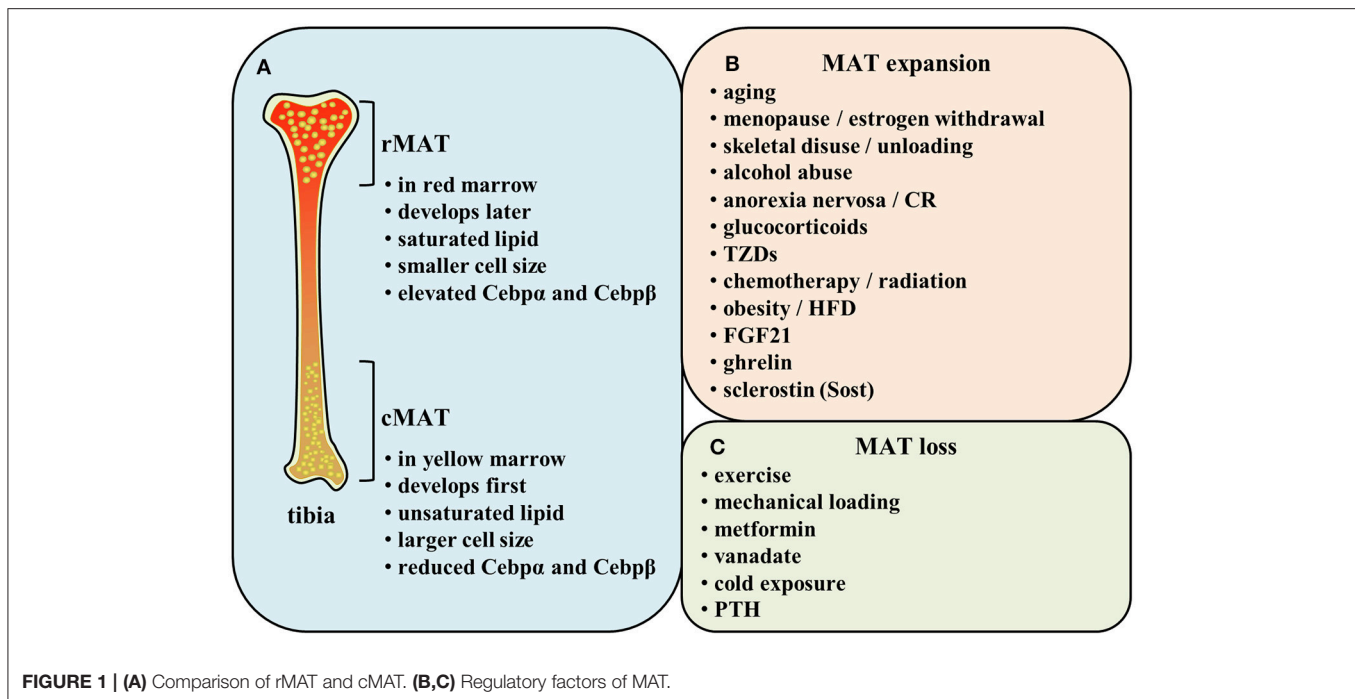 A
rMAT
• in red marrow
• develops later
• saturated lipid
• smaller cell size
• elevated Cebpα and Cebpβ
cMAT
• in yellow marrow
• develops first
• unsaturated lipid
• larger cell size
• reduced Cebpα and Cebpβ
tibia
B
MAT expansion
• aging
• menopause / estrogen withdrawal
• skeletal disuse / unloading
• alcohol abuse
• anorexia nervosa / CR
• glucocorticoids
• TZDs
• chemotherapy / radiation
• obesity / HFD
• FGF21
• ghrelin
• sclerostin (Sost)
C
MAT loss
• exercise
• mechanical loading
• metformin
• vanadate
• cold exposure
• PTH
FIGURE 1 | (A) Comparison of rMAT and cMAT. (B,C) Regulatory factors of MAT.